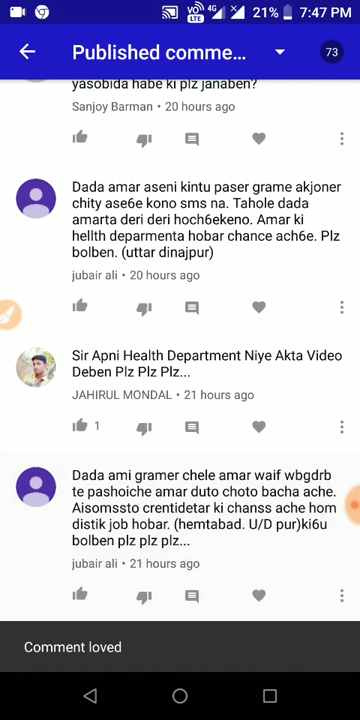 VO))
LTE
4G
21%
7:47 PM
Published comme...
73
yasobida habe ki plz janaben?
Sanjoy Barman • 20 hours ago
Dada amar aseni kintu paser grame akjoner
chity ase6e kono sms na. Tahole dada
amarta deri deri hoch6ekeno. Amar ki
hellth deparmenta hobar chance ach6e. Plz
bolben. (uttar dinajpur)
jubair ali • 20 hours ago
Sir Apni Health Department Niye Akta Video
Deben Plz Plz Plz...
JAHIRUL MONDAL • 21 hours ago
1
Dada ami gramer chele amar waif wbgdrb
te pashoiche amar duto choto bacha ache.
Aisomssto crentidetar ki chanss ache hom
distik job hobar. (hemtabad. U/D pur)ki6u
bolben plz plz plz...
jubair ali • 21 hours ago
Comment loved